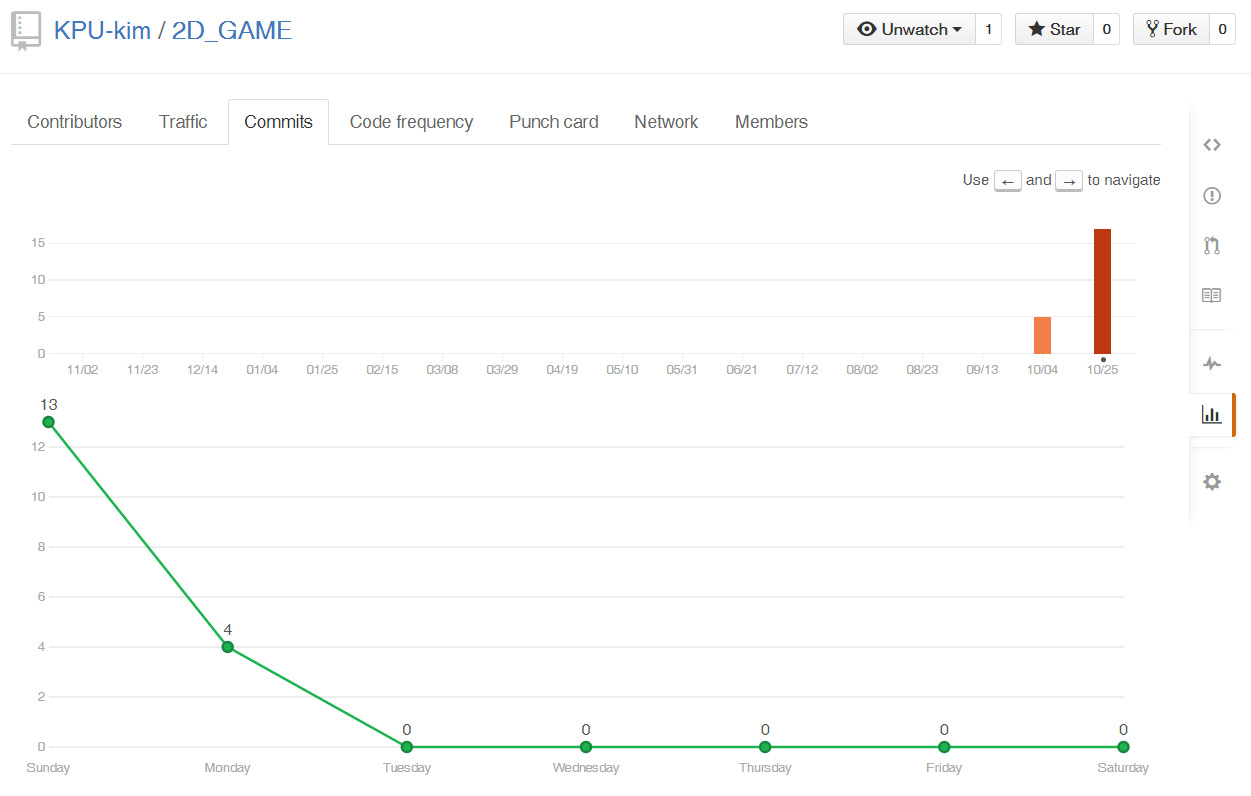 KPU-kim / 2D_GAME
Unwatch 1 Star 0 Fork 0
Contributors Traffic Commits Code frequency Punch card Network Members
Use ← and → to navigate
15
10
5
0
11/02 11/23 12/14 01/04 01/25 02/15 03/08 03/29 04/19 05/10 05/31 06/21 07/12 08/02 08/23 09/13 10/04 10/25
13
12
10
8
6
4
4
2
0 0 0 0 0
0
Sunday Monday Tuesday Wednesday Thursday Friday Saturday